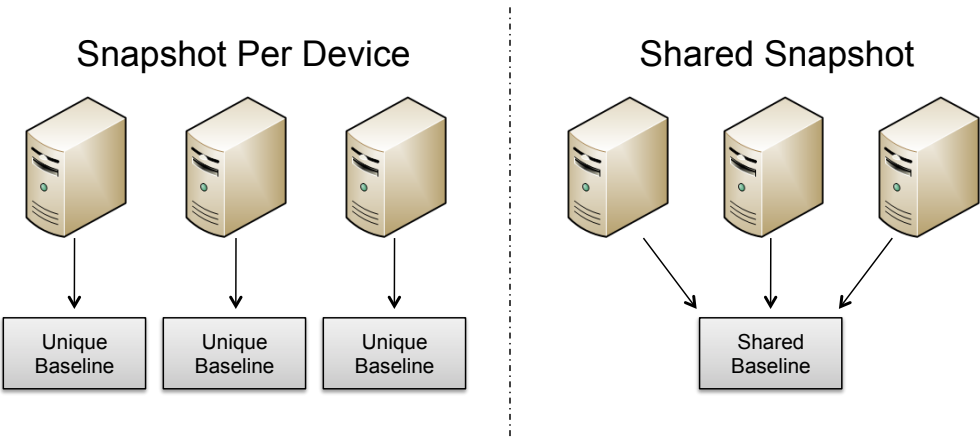 Snapshot Per Device
Unique
Baseline
Unique
Baseline
Unique
Baseline
Shared Snapshot
Shared
Baseline